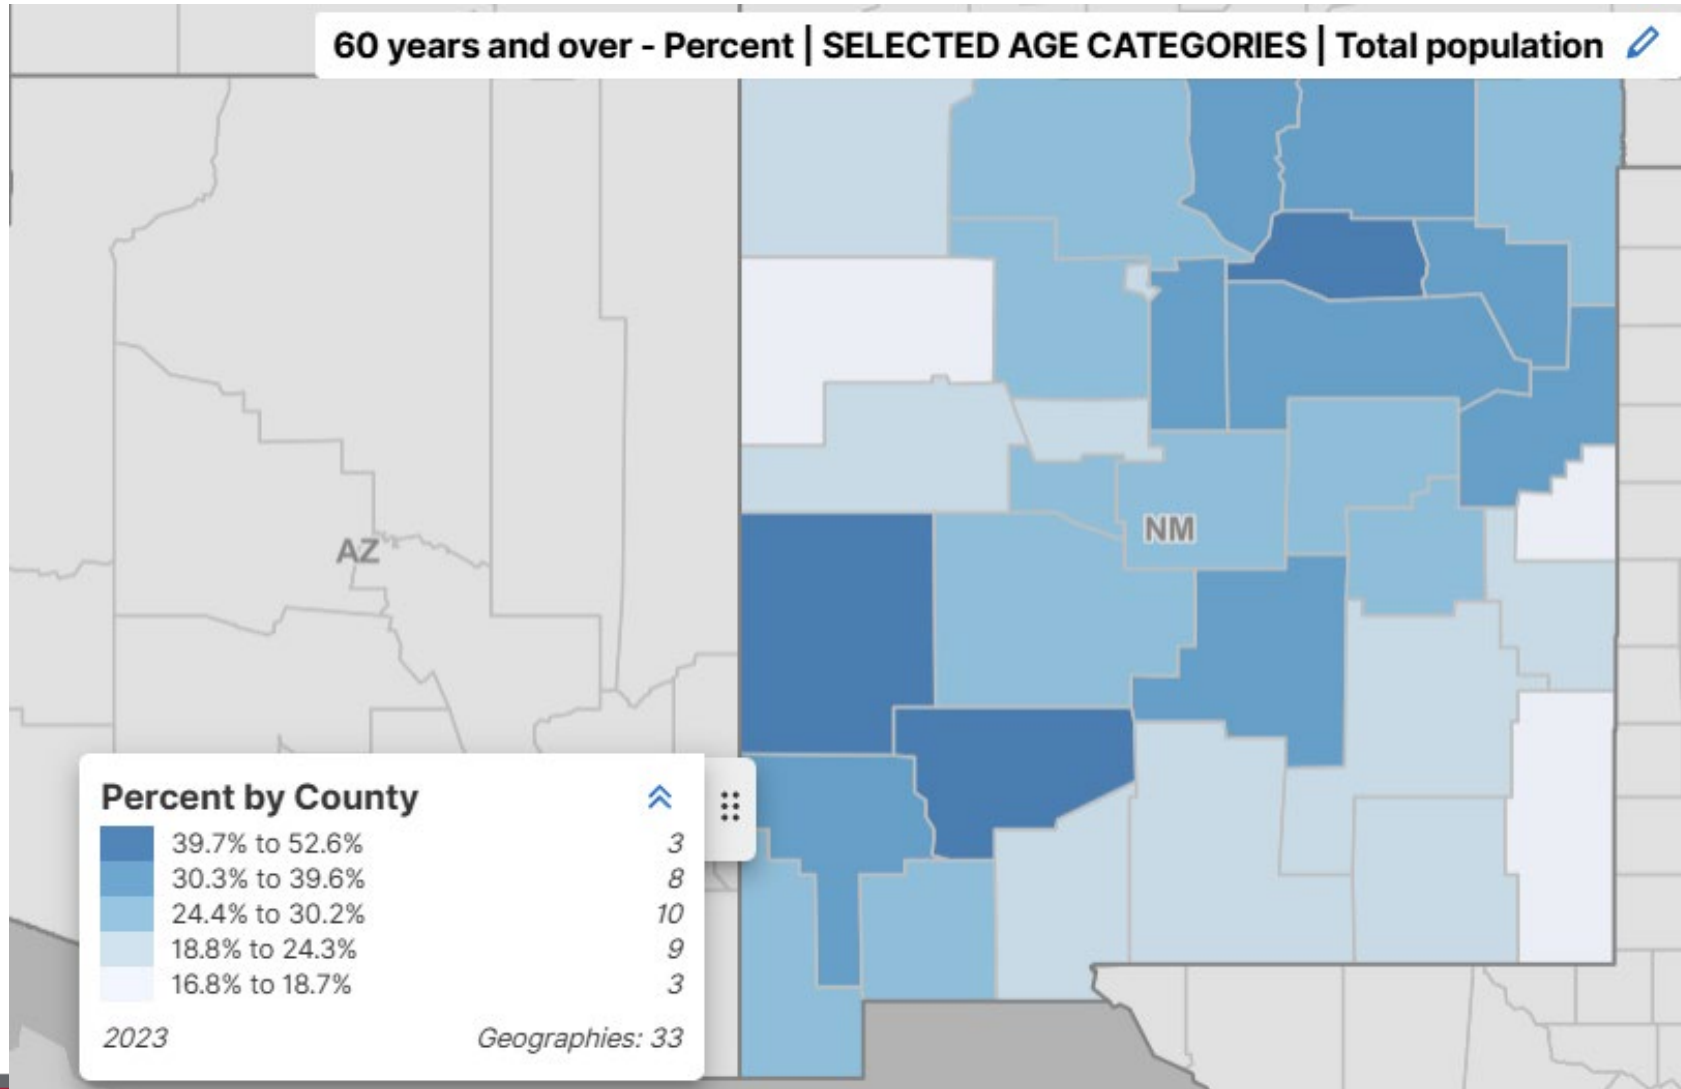 60 years and over - Percent | SELECTED AGE CATEGORIES | Total population
NM
AZ
Percent by County
39.7% to 52.6% 3
30.3% to 39.6% 8
24.4% to 30.2% 10
18.8% to 24.3% 9
16.8% to 18.7% 3
2023 Geographies: 33